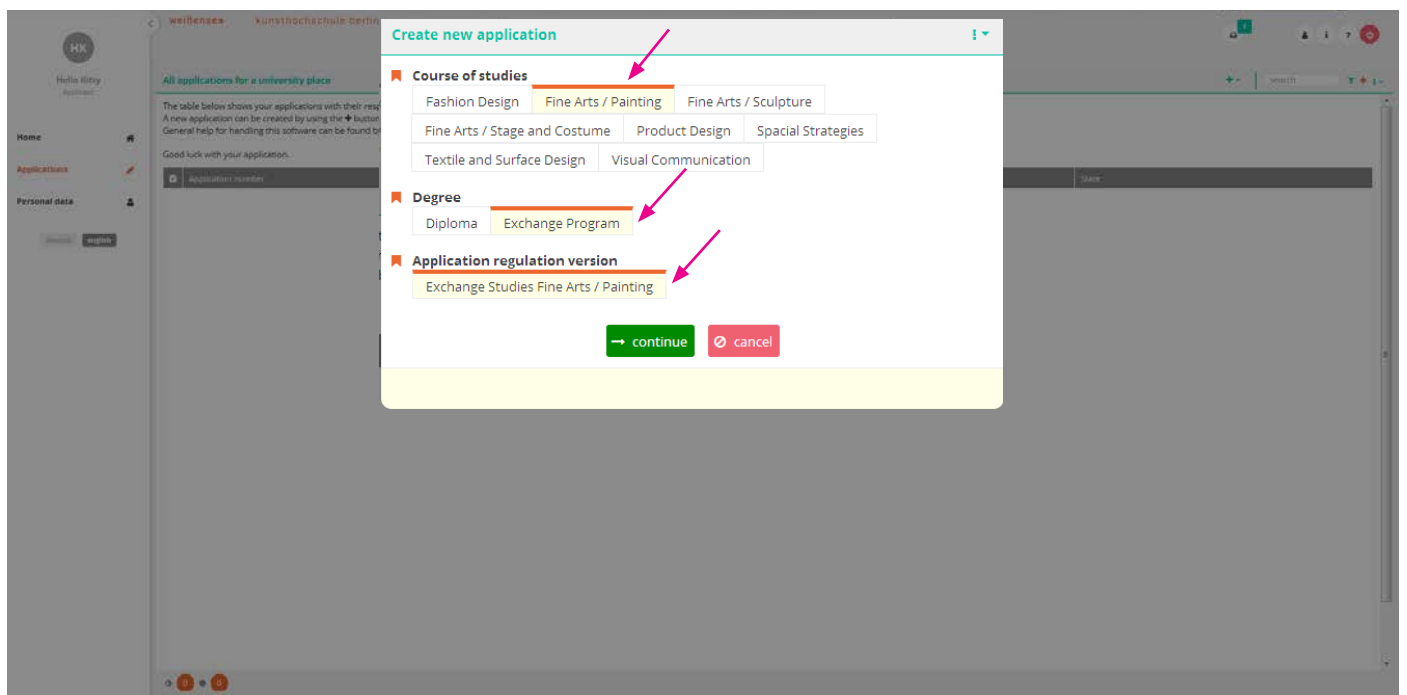 weißensee kunsthochschule berlin
HK
Hello Kitty
Applicant
Home
Applications
Personal data
english
All applications for a university place
search
The table below shows your applications with their
A new application can be created by using the + button
General help for handling this software can be found
Good luck with your application.
Application number
State
Create new application
Course of studies
Fashion Design Fine Arts / Painting Fine Arts / Sculpture
Fine Arts / Stage and Costume Product Design Spacial Strategies
Textile and Surface Design Visual Communication
Degree
Diploma Exchange Program
Application regulation version
Exchange Studies Fine Arts / Painting
→ continue cancel
0 0